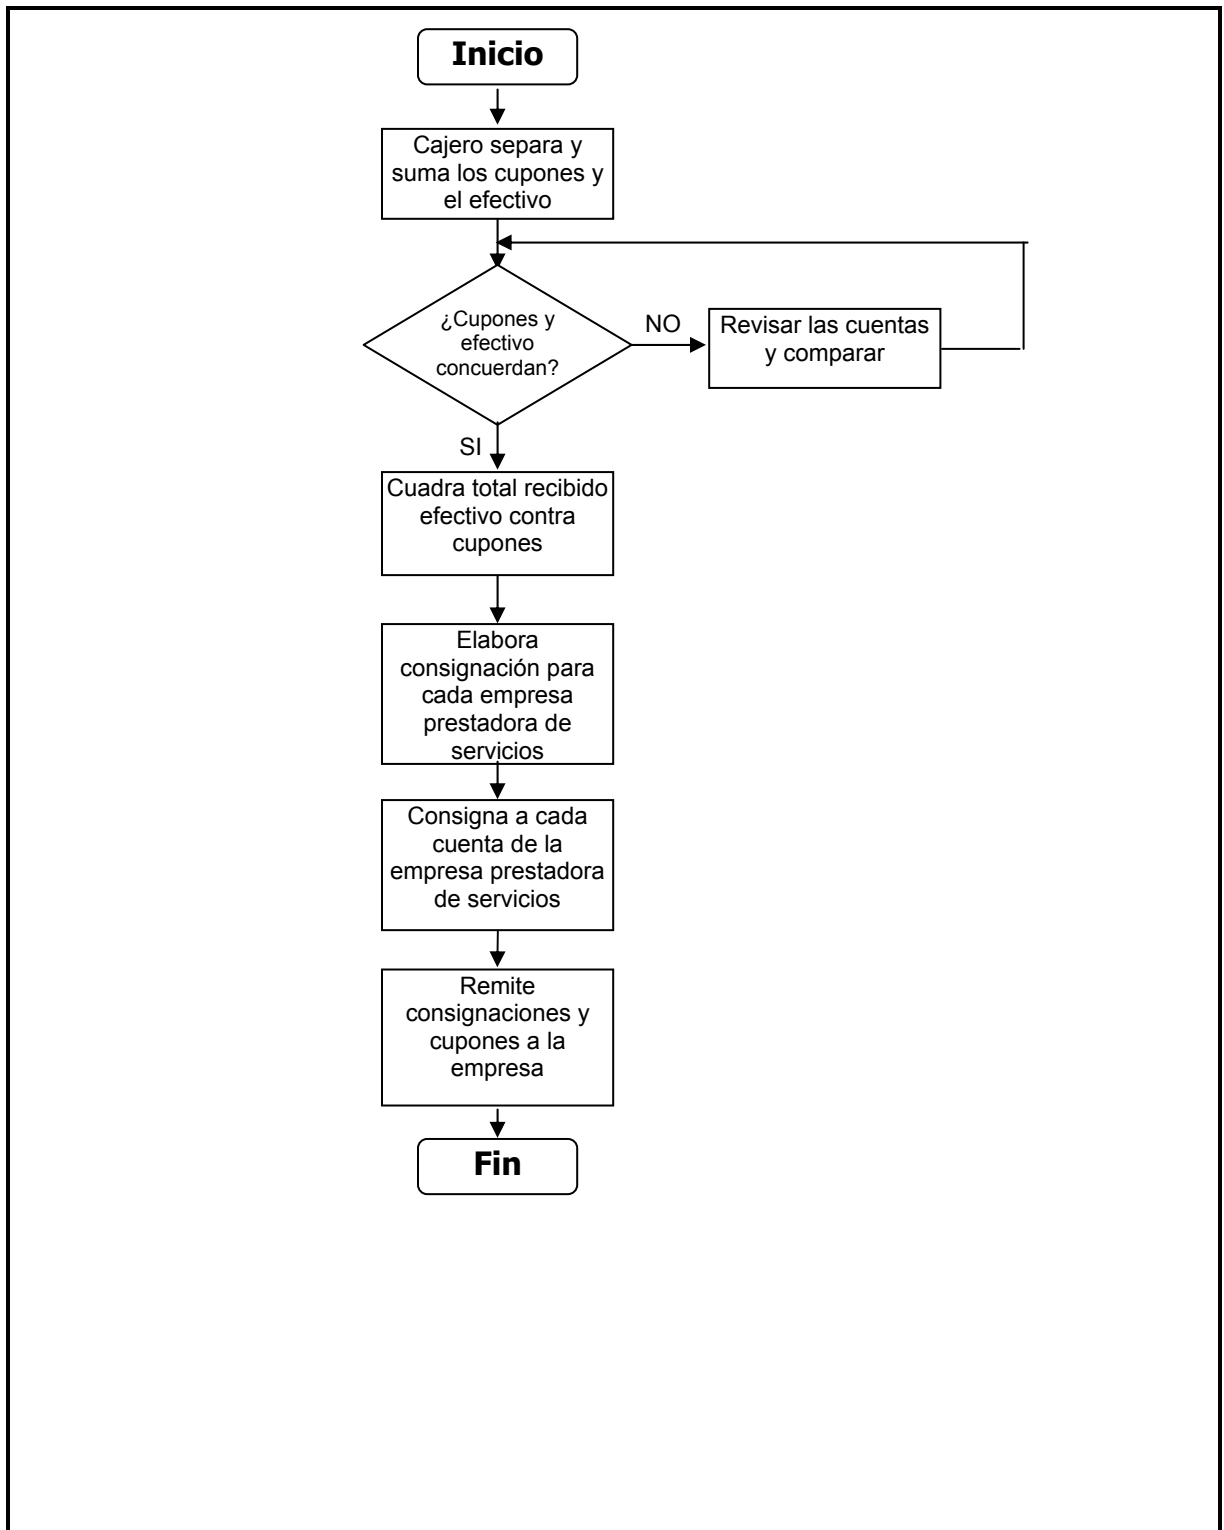 Inicio
Cajero separa y
suma los cupones y
el efectivo
¿Cupones y
efectivo
concuerdan?
NO
Revisar las cuentas
y comparar
SI
Cuadra total recibido
efectivo contra
cupones
Elabora
consignación para
cada empresa
prestadora de
servicios
Consigna a cada
cuenta de la
empresa prestadora
de servicios
Remite
consignaciones y
cupones a la
empresa
Fin